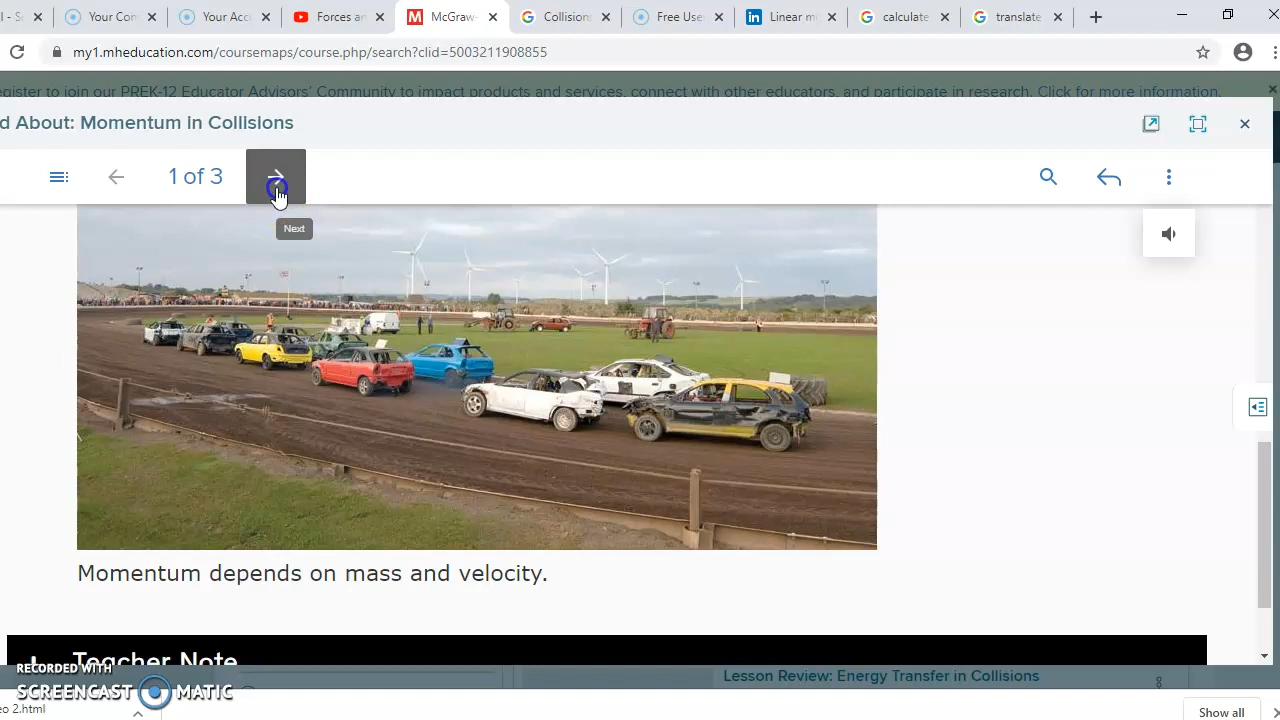 l - Se
Your Con
Your Acc
Forces an
McGraw-
Collision
Free Use
Linear m
calculate
translate
my1.mheducation.com/coursemaps/course.php/search?clid=5003211908855
egister to join our PREK-12 Educator Advisors' Community to impact products and services, connect with other educators, and participate in research. Click for more information.
d About: Momentum in Collisions
1 of 3
Next
Momentum depends on mass and velocity.
Teacher Note
RECORDED WITH
SCREENCAST MATIC
Lesson Review: Energy Transfer in Collisions
eo 2.html
Show all